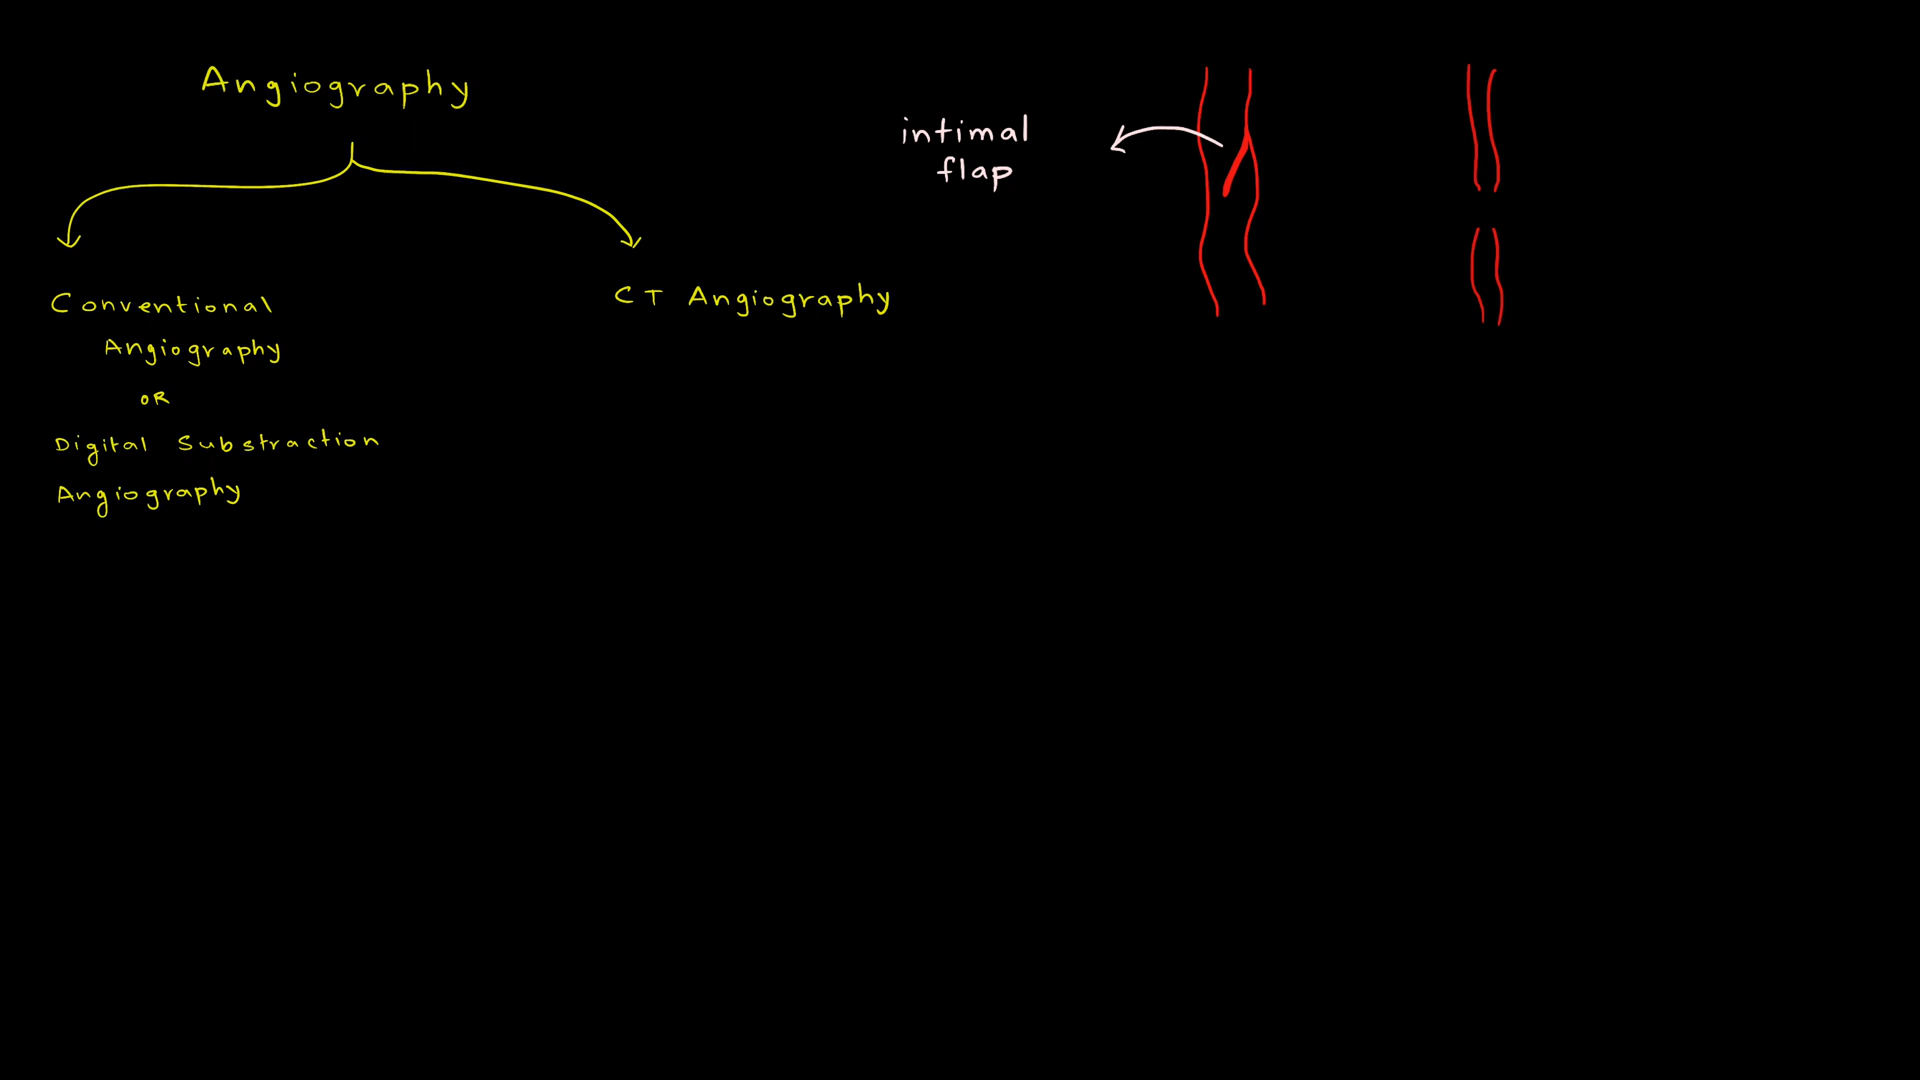 Angiography
intimal
flap
Conventional
Angiography
OR
Digital Substraction
Angiography
CT Angiography